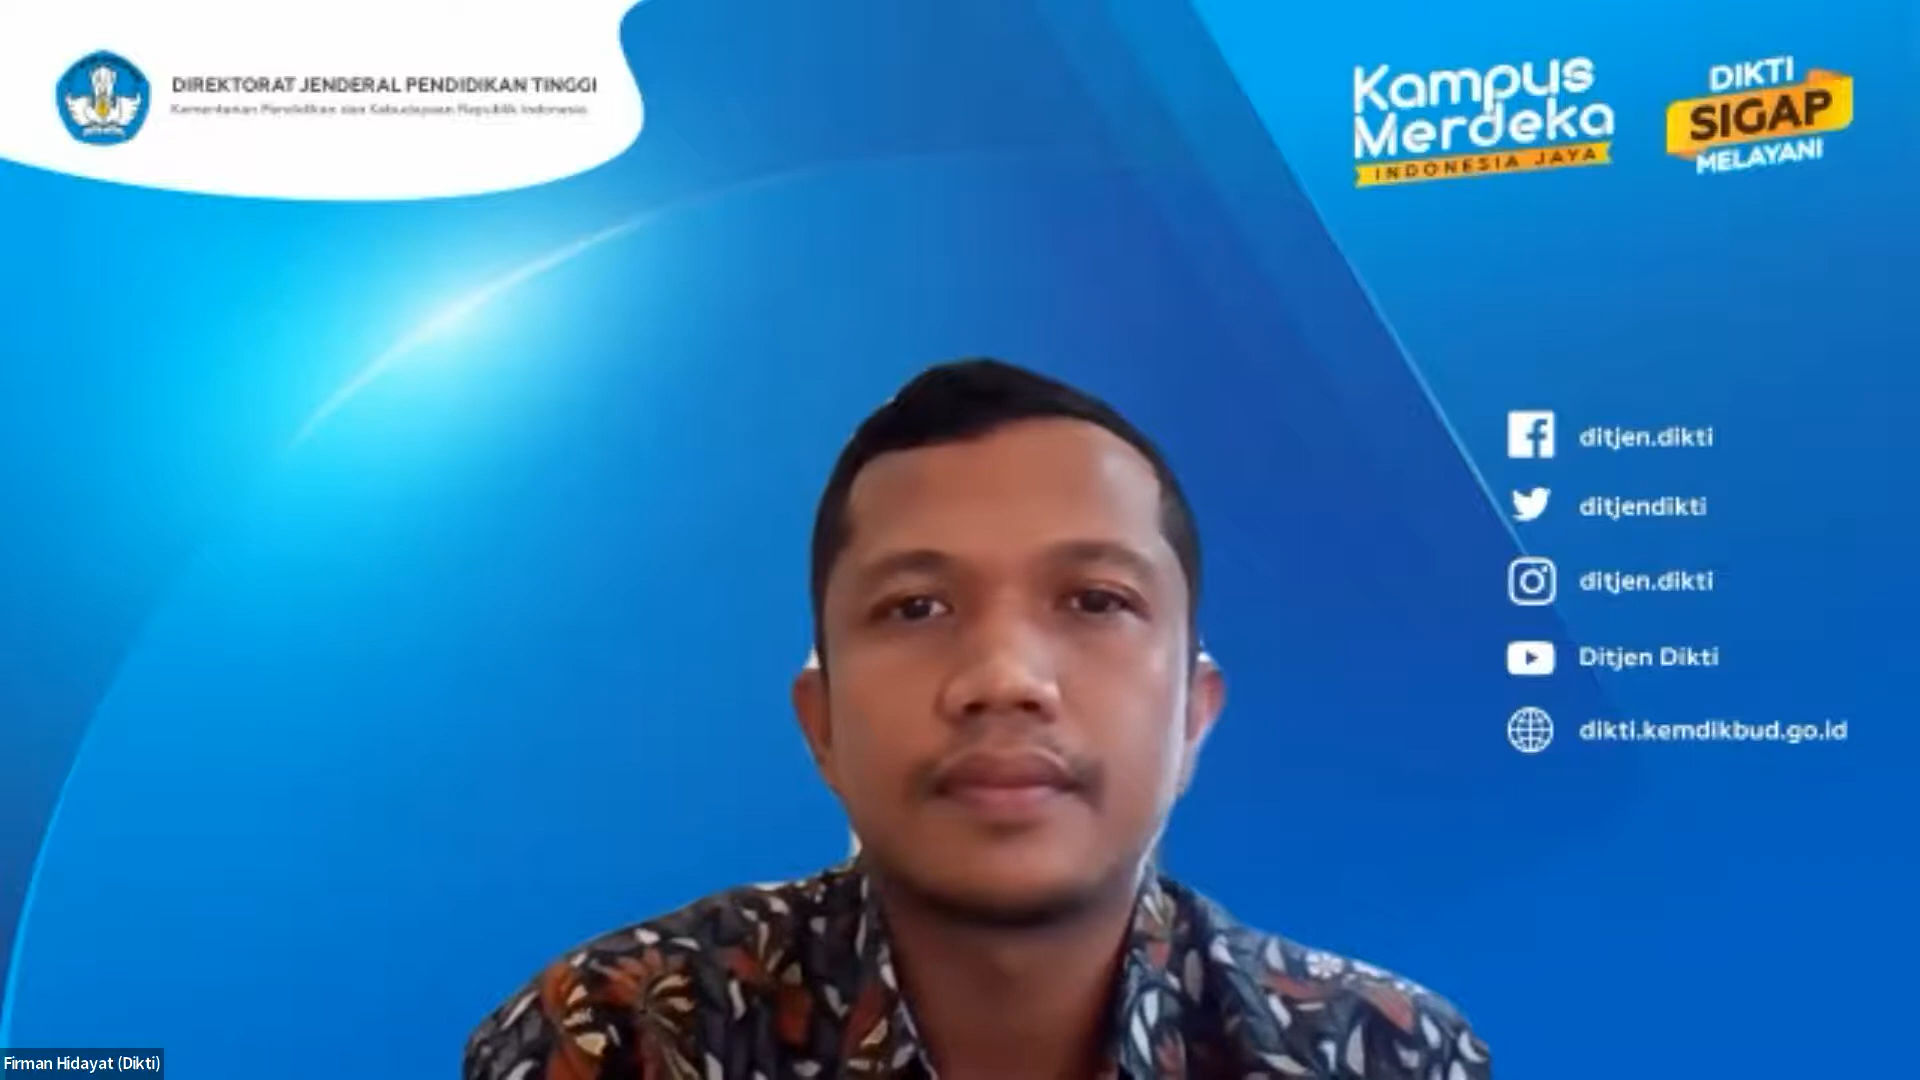 DIREKTORAT JENDERAL PENDIDIKAN TINGGI
Kementerian Pendidikan dan Kebudayaan Republik Indonesia
Kampus
Merdeka
INDONESIA JAYA
DIKTI
SIGAP
MELAYANI
ditjen.dikti
ditjendikti
ditjen.dikti
Ditjen Dikti
dikti.kemdikbud.go.id
Firman Hidayat (Dikti)